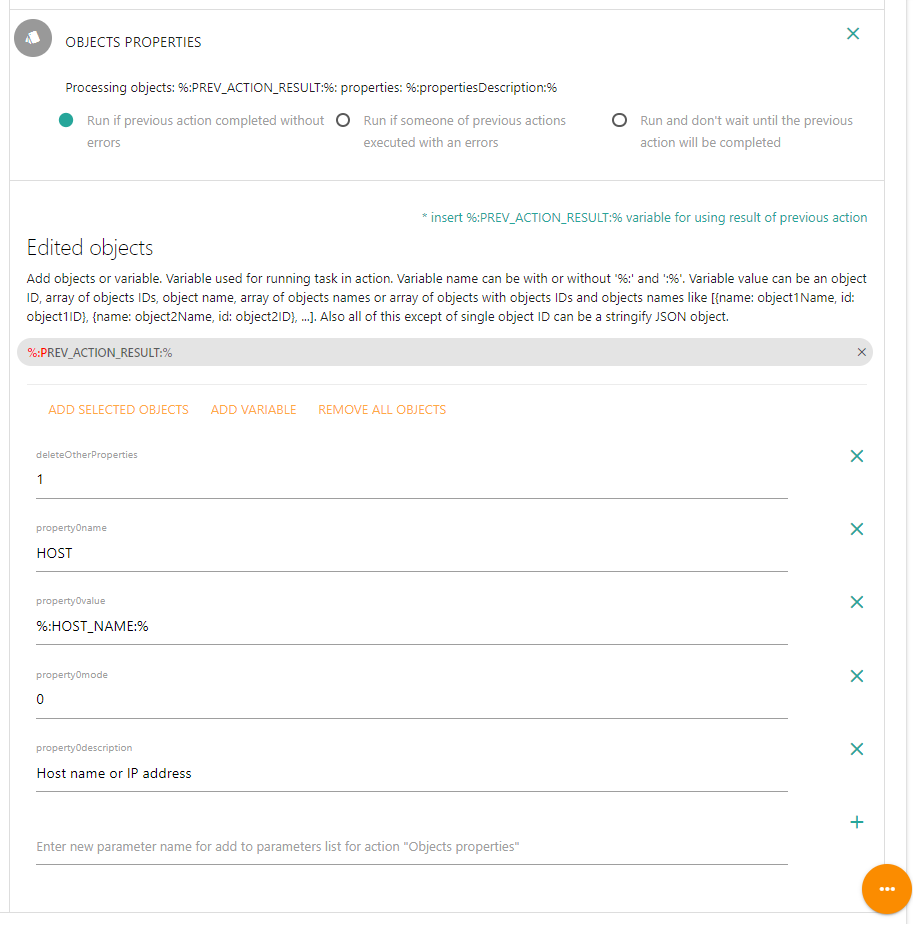 OBJECTS PROPERTIES
Processing objects: %:PREV_ACTION_RESULT:%: properties: %:propertiesDescription:%
Run if previous action completed without
errors
Run if someone of previous actions
executed with an errors
Run and don't wait until the previous
action will be completed
* insert %:PREV_ACTION_RESULT:% variable for using result of previous action
Edited objects
Add objects or variable. Variable used for running task in action. Variable name can be with or without '%:' and ':%'. Variable value can be an object
ID, array of objects IDs, object name, array of objects names or array of objects with objects IDs and objects names like [{name: object1Name, id:
object1ID}, {name: object2Name, id: object2ID}, ...]. Also all of this except of single object ID can be a stringify JSON object.
%:PREV_ACTION_RESULT:%
ADD SELECTED OBJECTS ADD VARIABLE REMOVE ALL OBJECTS
deleteOtherProperties
1
property0name
HOST
property0value
%:HOST_NAME:%
property0mode
0
property0description
Host name or IP address
Enter new parameter name for add to parameters list for action "Objects properties"